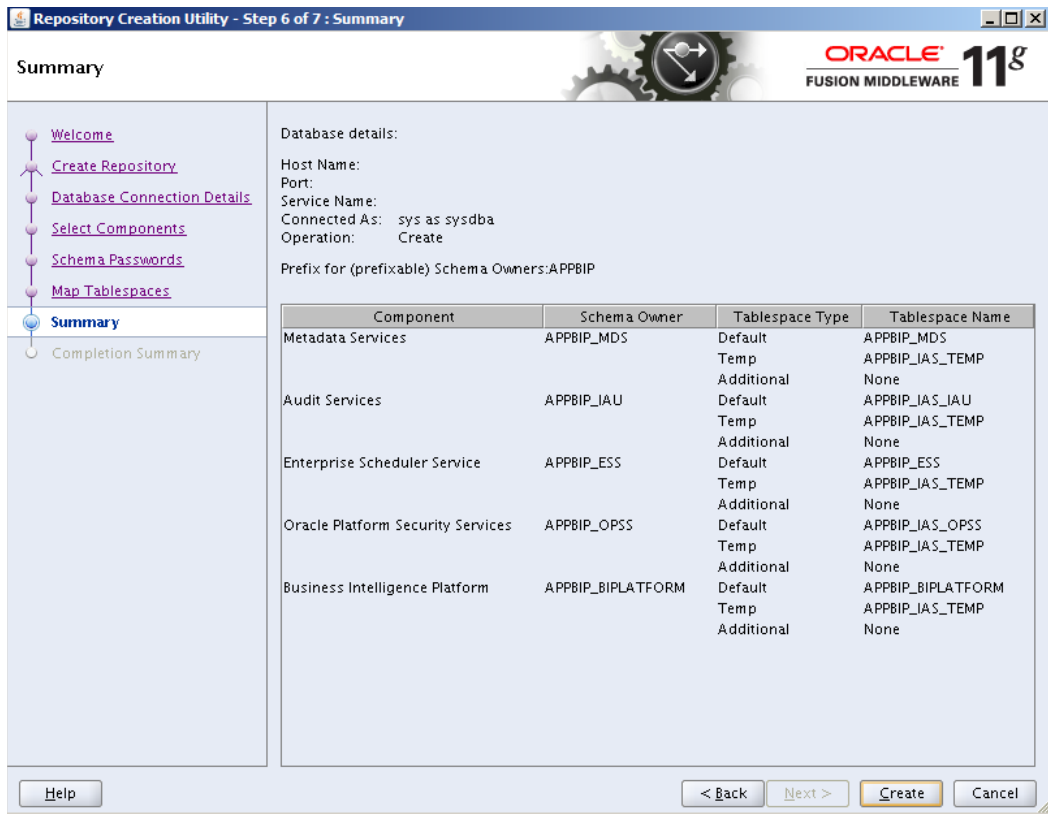 Repository Creation Utility - Step 6 of 7 : Summary
Summary
ORACLE
FUSION MIDDLEWARE 11g
Welcome
Create Repository
Database Connection Details
Select Components
Schema Passwords
Map Tablespaces
Summary
Completion Summary
Database details:
Host Name:
Port:
Service Name:
Connected As: sys as sysdba
Operation: Create
Prefix for (prefixable) Schema Owners:APPBIP
Component Schema Owner Tablespace Type Tablespace Name
Metadata Services APPBIP_MDS Default APPBIP_MDS
Temp APPBIP_IAS_TEMP
Additional None
Audit Services APPBIP_IAU Default APPBIP_IAS_IAU
Temp APPBIP_IAS_TEMP
Additional None
Enterprise Scheduler Service APPBIP_ESS Default APPBIP_ESS
Temp APPBIP_IAS_TEMP
Additional None
Oracle Platform Security Services APPBIP_OPSS Default APPBIP_IAS_OPSS
Temp APPBIP_IAS_TEMP
Additional None
Business Intelligence Platform APPBIP_BIPLATFORM Default APPBIP_BIPLATFORM
Temp APPBIP_IAS_TEMP
Additional None
Help < Back Next > Create Cancel